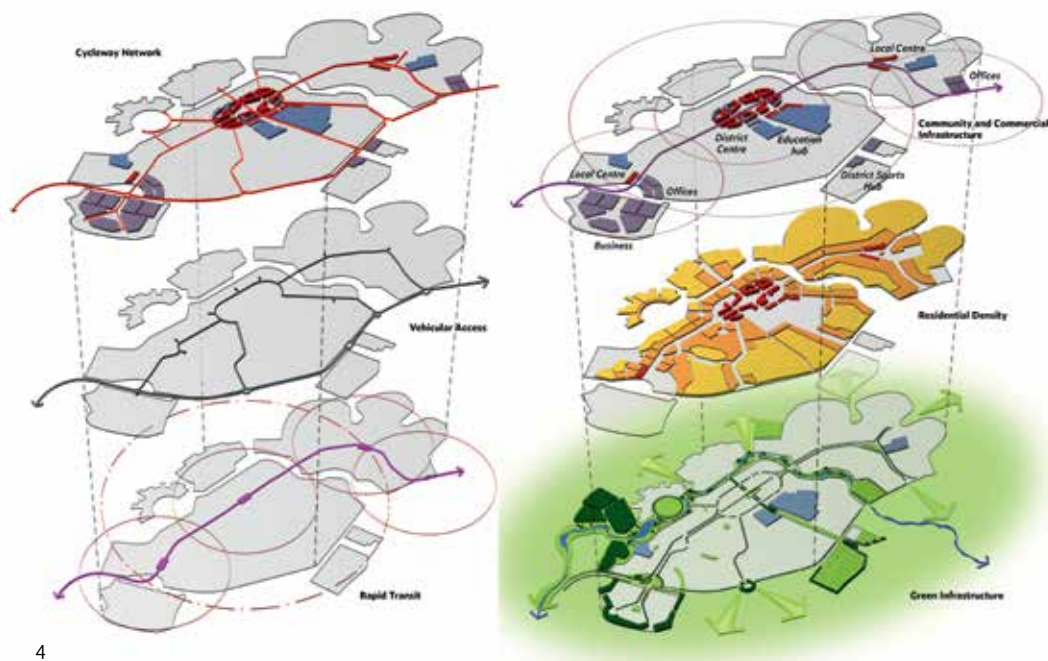 Cycleway Network
Local Centre
Offices
Community and Commercial
Infrastructure
District
Centre
Education
hub
District Sports
Hub
Local Centre
Offices
Business
Vehicular Access
Residential Density
Rapid Transit
Green Infrastructure
4